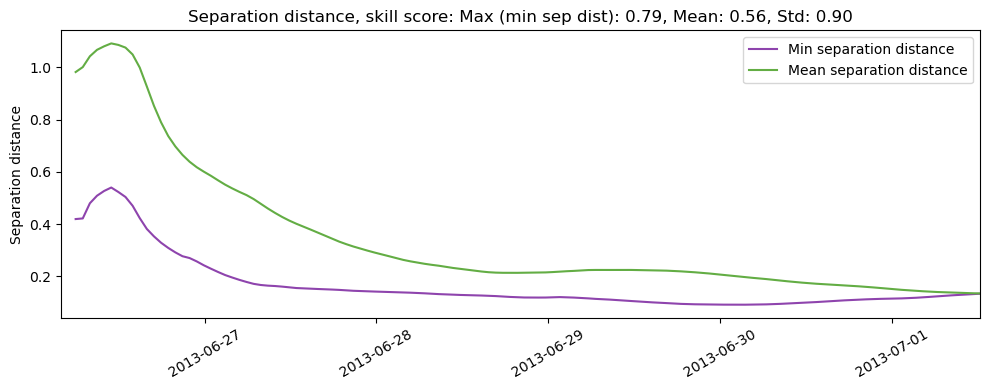 Separation distance, skill score: Max (min sep dist): 0.79, Mean: 0.56, Std: 0.90
Min separation distance
Mean separation distance
Separation distance
1.0
0.8
0.6
0.4
0.2
2013-06-27
2013-06-28
2013-06-29
2013-06-30
2013-07-01